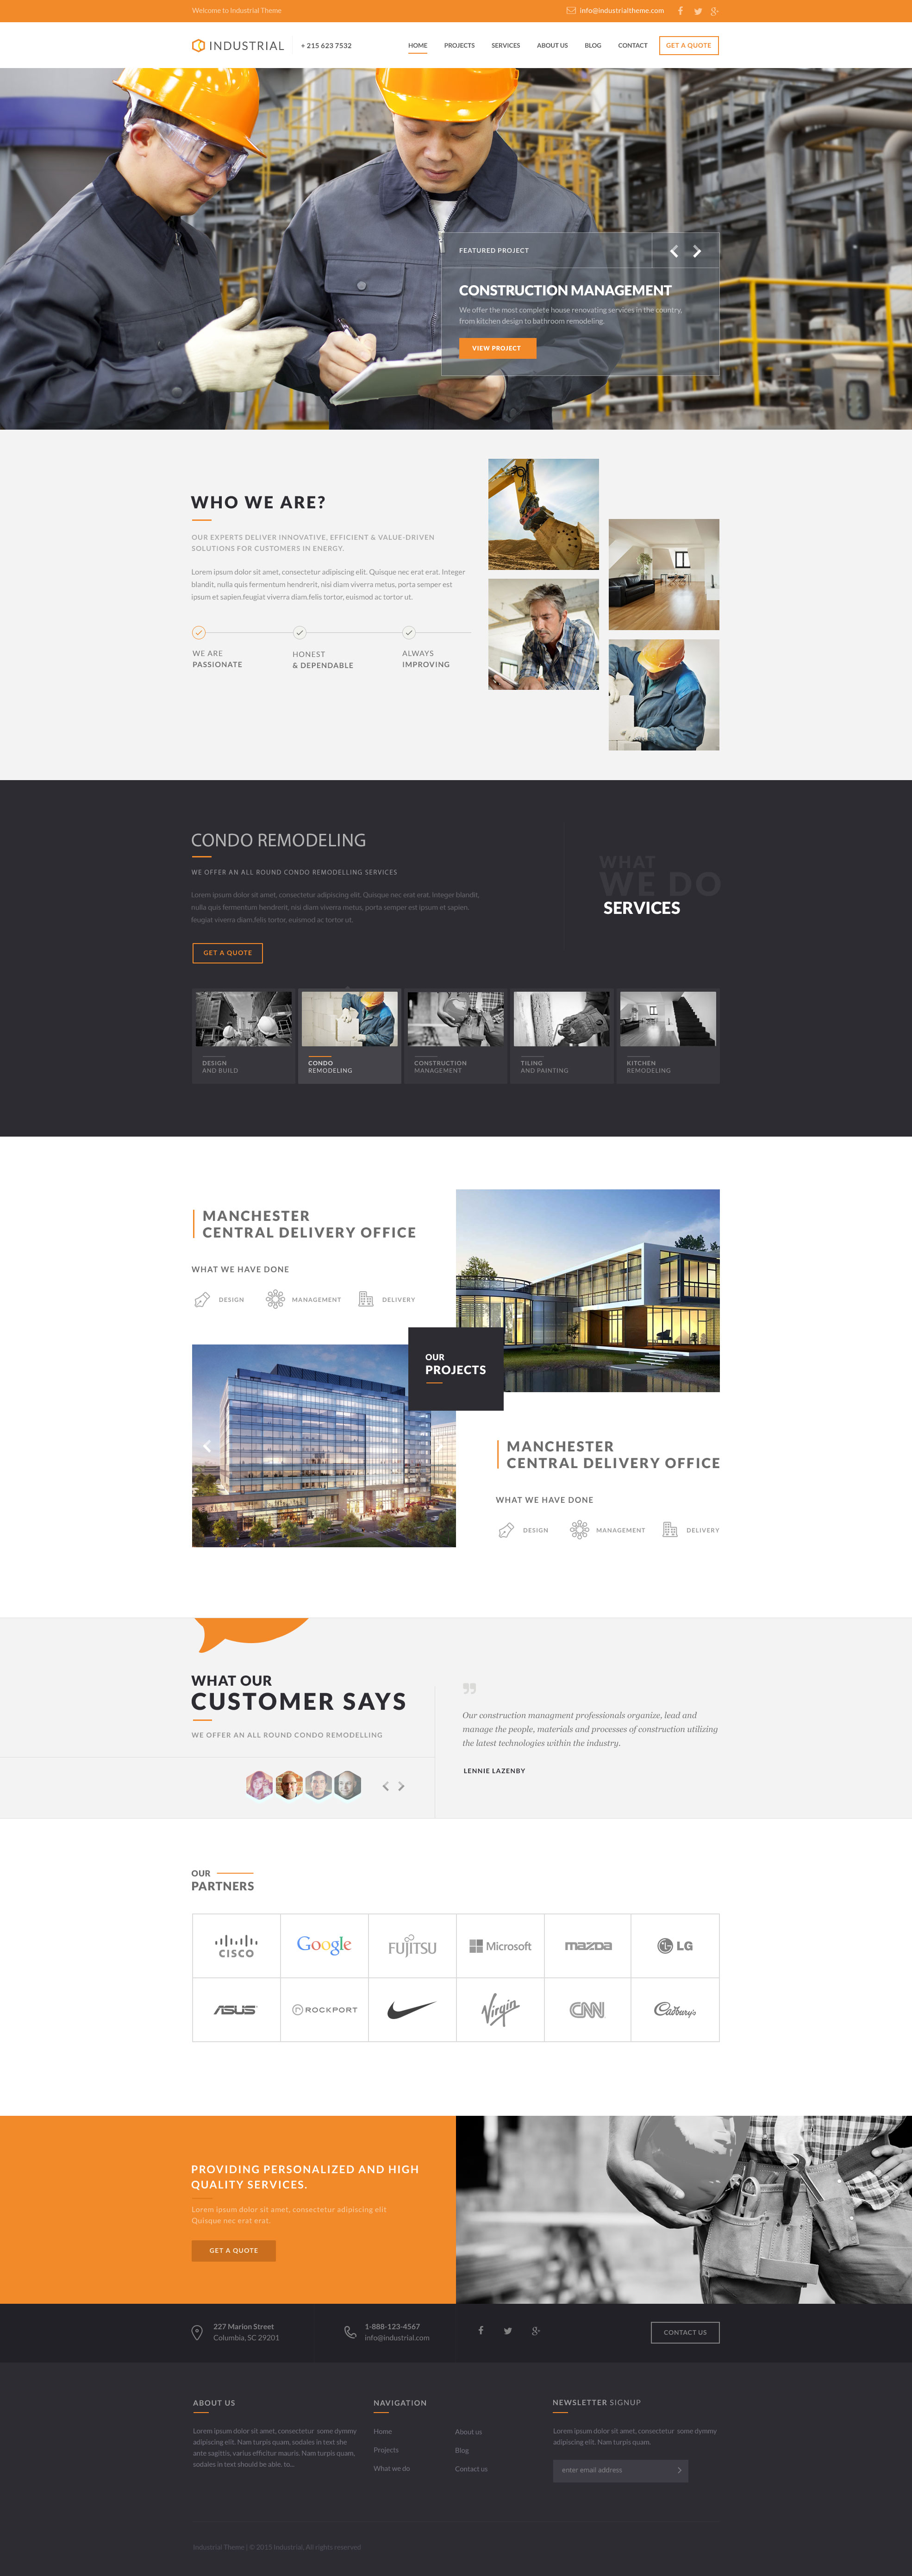 Welcome to Industrial Theme
info@industrialtheme.com
INDUSTRIAL
+ 215 623 7532
HOME PROJECTS SERVICES ABOUT US BLOG CONTACT GET A QUOTE
FEATURED PROJECT
CONSTRUCTION MANAGEMENT
We offer the most complete house renovating services in the country,
from kitchen design to bathroom remodeling.
VIEW PROJECT
WHO WE ARE?
OUR EXPERTS DELIVER INNOVATIVE, EFFICIENT & VALUE-DRIVEN
SOLUTIONS FOR CUSTOMERS IN ENERGY.
Lorem ipsum dolor sit amet, consectetur adipiscing elit. Quisque nec erat erat. Integer
blandit, nulla quis fermentum hendrerit, nisi diam viverra metus, porta semper est
ipsum et sapien.feugiat viverra diam.felis tortor, euismod ac tortor ut.
WE ARE
PASSIONATE
HONEST
& DEPENDABLE
ALWAYS
IMPROVING
CONDO REMODELING
WE OFFER AN ALL ROUND CONDO REMODELLING SERVICES
Lorem ipsum dolor sit amet, consectetur adipiscing elit. Quisque nec erat erat. Integer blandit,
nulla quis fermentum hendrerit, nisi diam viverra metus, porta semper est ipsum et sapien.
feugiat viverra diam.felis tortor, euismod ac tortor ut.
GET A QUOTE
WHAT
WE DO
SERVICES
DESIGN
AND BUILD
CONDO
REMODELING
CONSTRUCTION
MANAGEMENT
TILING
AND PAINTING
KITCHEN
REMODELING
MANCHESTER
CENTRAL DELIVERY OFFICE
WHAT WE HAVE DONE
DESIGN MANAGEMENT DELIVERY
OUR
PROJECTS
MANCHESTER
CENTRAL DELIVERY OFFICE
WHAT WE HAVE DONE
DESIGN MANAGEMENT DELIVERY
WHAT OUR
CUSTOMER SAYS
WE OFFER AN ALL ROUND CONDO REMODELLING
Our construction managment professionals organize, lead and
manage the people, materials and processes of construction utilizing
the latest technologies within the industry.
LENNIE LAZENBY
OUR
PARTNERS
CISCO Google FUJITSU Microsoft mazda LG
ASUS ROCKPORT Virgin CNN Cadbury's
PROVIDING PERSONALIZED AND HIGH
QUALITY SERVICES.
Lorem ipsum dolor sit amet, consectetur adipiscing elit
Quisque nec erat erat.
GET A QUOTE
227 Marion Street
Columbia, SC 29201
1-888-123-4567
info@industrial.com
CONTACT US
ABOUT US
Lorem ipsum dolor sit amet, consectetur some dymmy
adipiscing elit. Nam turpis quam, sodales in text she
ante sagittis, varius efficitur mauris. Nam turpis quam,
sodales in text should be able. to...
NAVIGATION
Home
Projects
What we do
About us
Blog
Contact us
NEWSLETTER SIGNUP
Lorem ipsum dolor sit amet, consectetur some dymmy
adipiscing elit. Nam turpis quam.
enter email address
Industrial Theme | © 2015 Industrial. All rights reserved